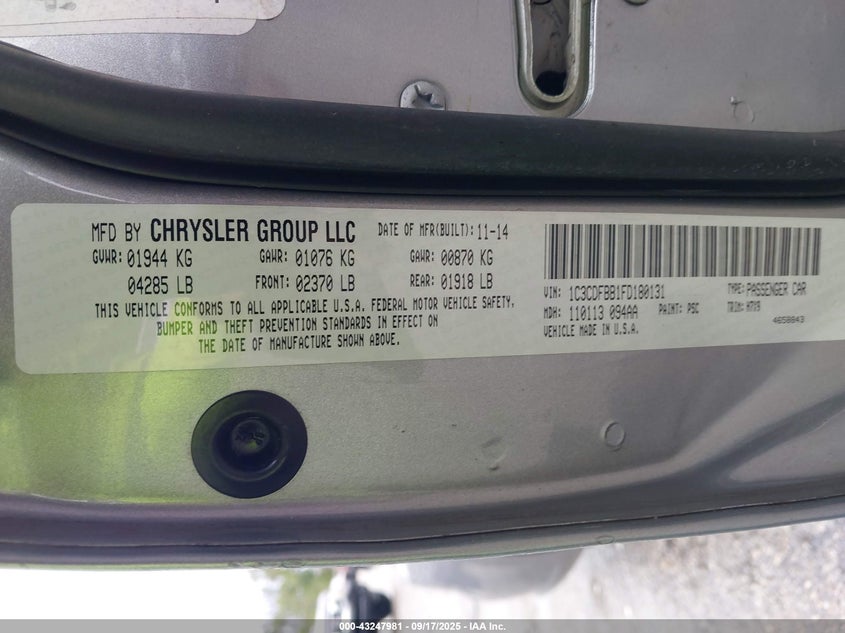 MFD BY CHRYSLER GROUP LLC DATE OF MFR(BUILT): 11-14
GVWR: 01944 KG GAWR: 01076 KG GAWR: 00870 KG
04285 LB FRONT: 02370 LB REAR: 01918 LB
THIS VEHICLE CONFORMS TO ALL APPLICABLE U.S.A. FEDERAL MOTOR VEHICLE SAFETY,
BUMPER AND THEFT PREVENTION STANDARDS IN EFFECT ON
THE DATE OF MANUFACTURE SHOWN ABOVE.
VIN: 1C3CDFBB1FD180131 TYPE: PASSENGER CAR
MDH: 110113 094AA PAINT: PSC TRIM: H7X9
VEHICLE MADE IN U.S.A. 4658843
000-43247981 - 09/17/2025 - IAA Inc.